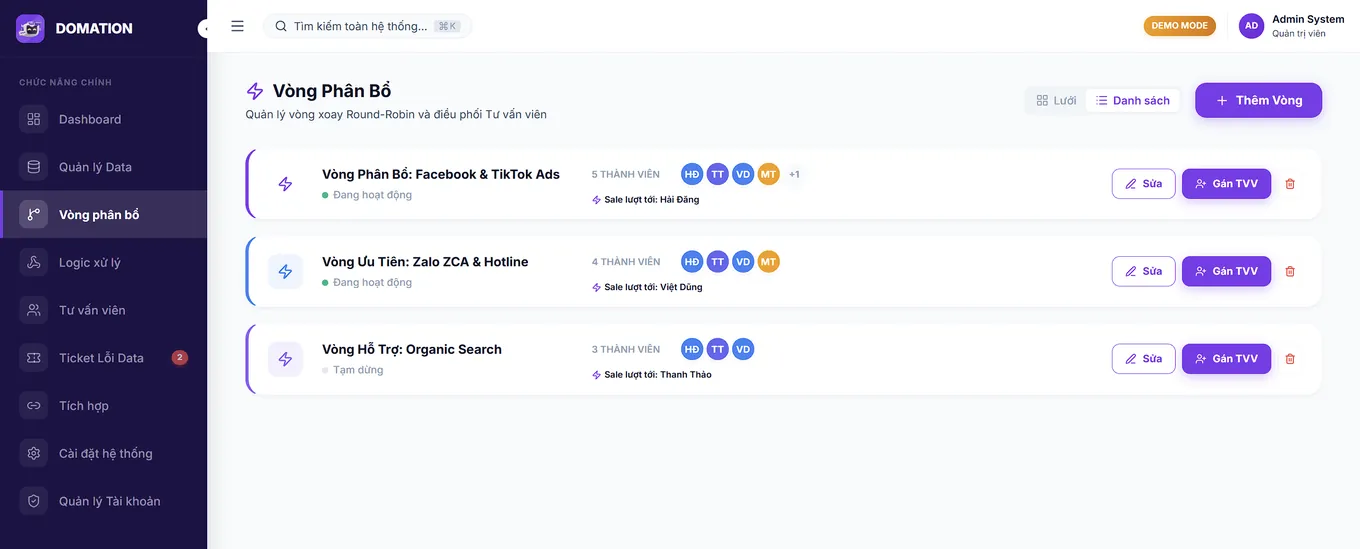 DOMATION
CHỨC NĂNG CHÍNH
Dashboard
Quản lý Data
Vòng phân bổ
Logic xử lý
Tư vấn viên
Ticket Lỗi Data
2
Tích hợp
Cài đặt hệ thống
Quản lý Tài khoản
Tìm kiếm toàn hệ thống... ⌘K
DEMO MODE
AD
Admin System
Quản trị viên
Vòng Phân Bổ
Quản lý vòng xoay Round-Robin và điều phối Tư vấn viên
Lưới
Danh sách
+ Thêm Vòng
Vòng Phân Bổ: Facebook & TikTok Ads
Đang hoạt động
5 THÀNH VIÊN
HĐ TT VD MT +1
Sale lượt tới: Hải Đăng
Sửa
Gán TVV
Vòng Ưu Tiên: Zalo ZCA & Hotline
Đang hoạt động
4 THÀNH VIÊN
HĐ TT VD MT
Sale lượt tới: Việt Dũng
Sửa
Gán TVV
Vòng Hỗ Trợ: Organic Search
Tạm dừng
3 THÀNH VIÊN
HĐ TT VD
Sale lượt tới: Thanh Thảo
Sửa
Gán TVV